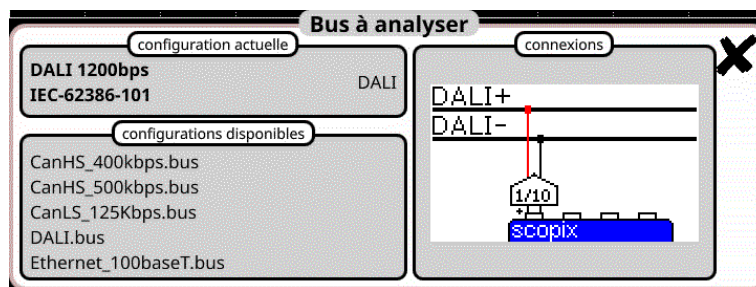 Bus à analyser
configuration actuelle
DALI 1200bps
IEC-62386-101
DALI
configurations disponibles
CanHS_400kbps.bus
CanHS_500kbps.bus
CanLS_125Kbps.bus
DALI.bus
Ethernet_100baseT.bus
connexions
DALI+
DALI-
1/10
+ -
scopix